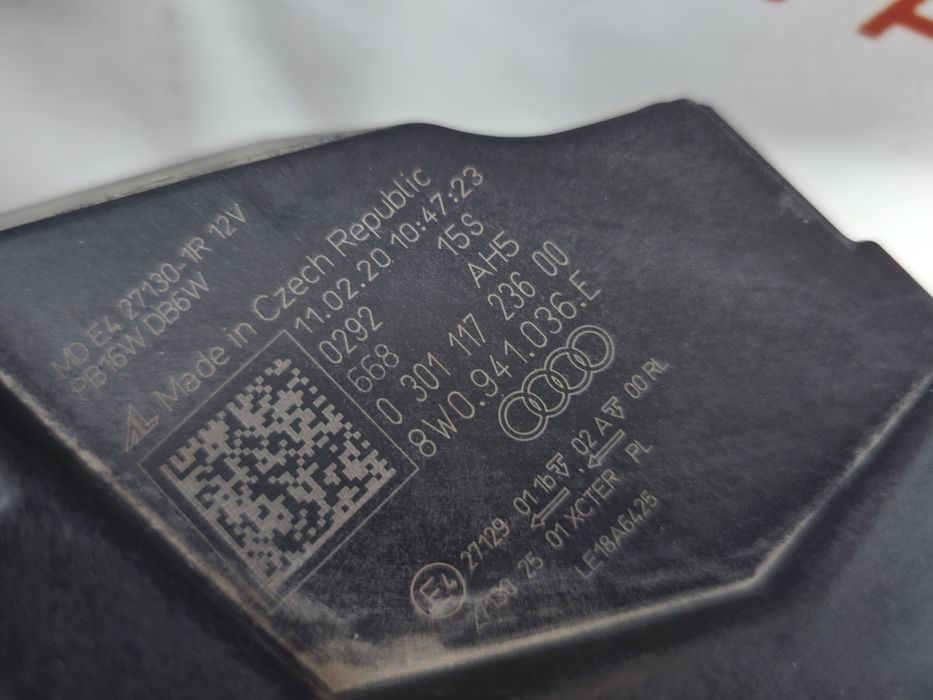 MD E4 27130-1R 12V
PB16W DB6W
AL Made in Czech Republic
11.02.20 10:47:23
0292 15S
668 AH5
0 301 117 236 00
8W0.941.036.E
E4 27129 01 1b 02 A 00 RL
27130 25 01 XCTER PL
LE18A6425